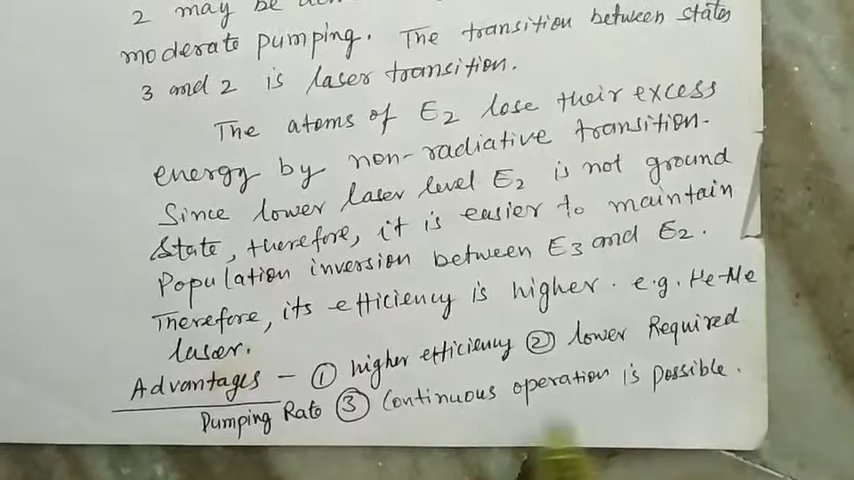 2 may be
moderate pumping. The transition between states
3 and 2 is laser transition.
The atoms of E2 lose their excess
energy by non-radiative transition.
Since lower laser level E2 is not ground
state, therefore, it is easier to maintain
Population inversion between E3 and E2.
Therefore, its efficiency is higher. e.g. He-Ne
laser.
Advantages - ① higher efficiency ② lower Required
Pumping Rate ③ Continuous operation is possible.